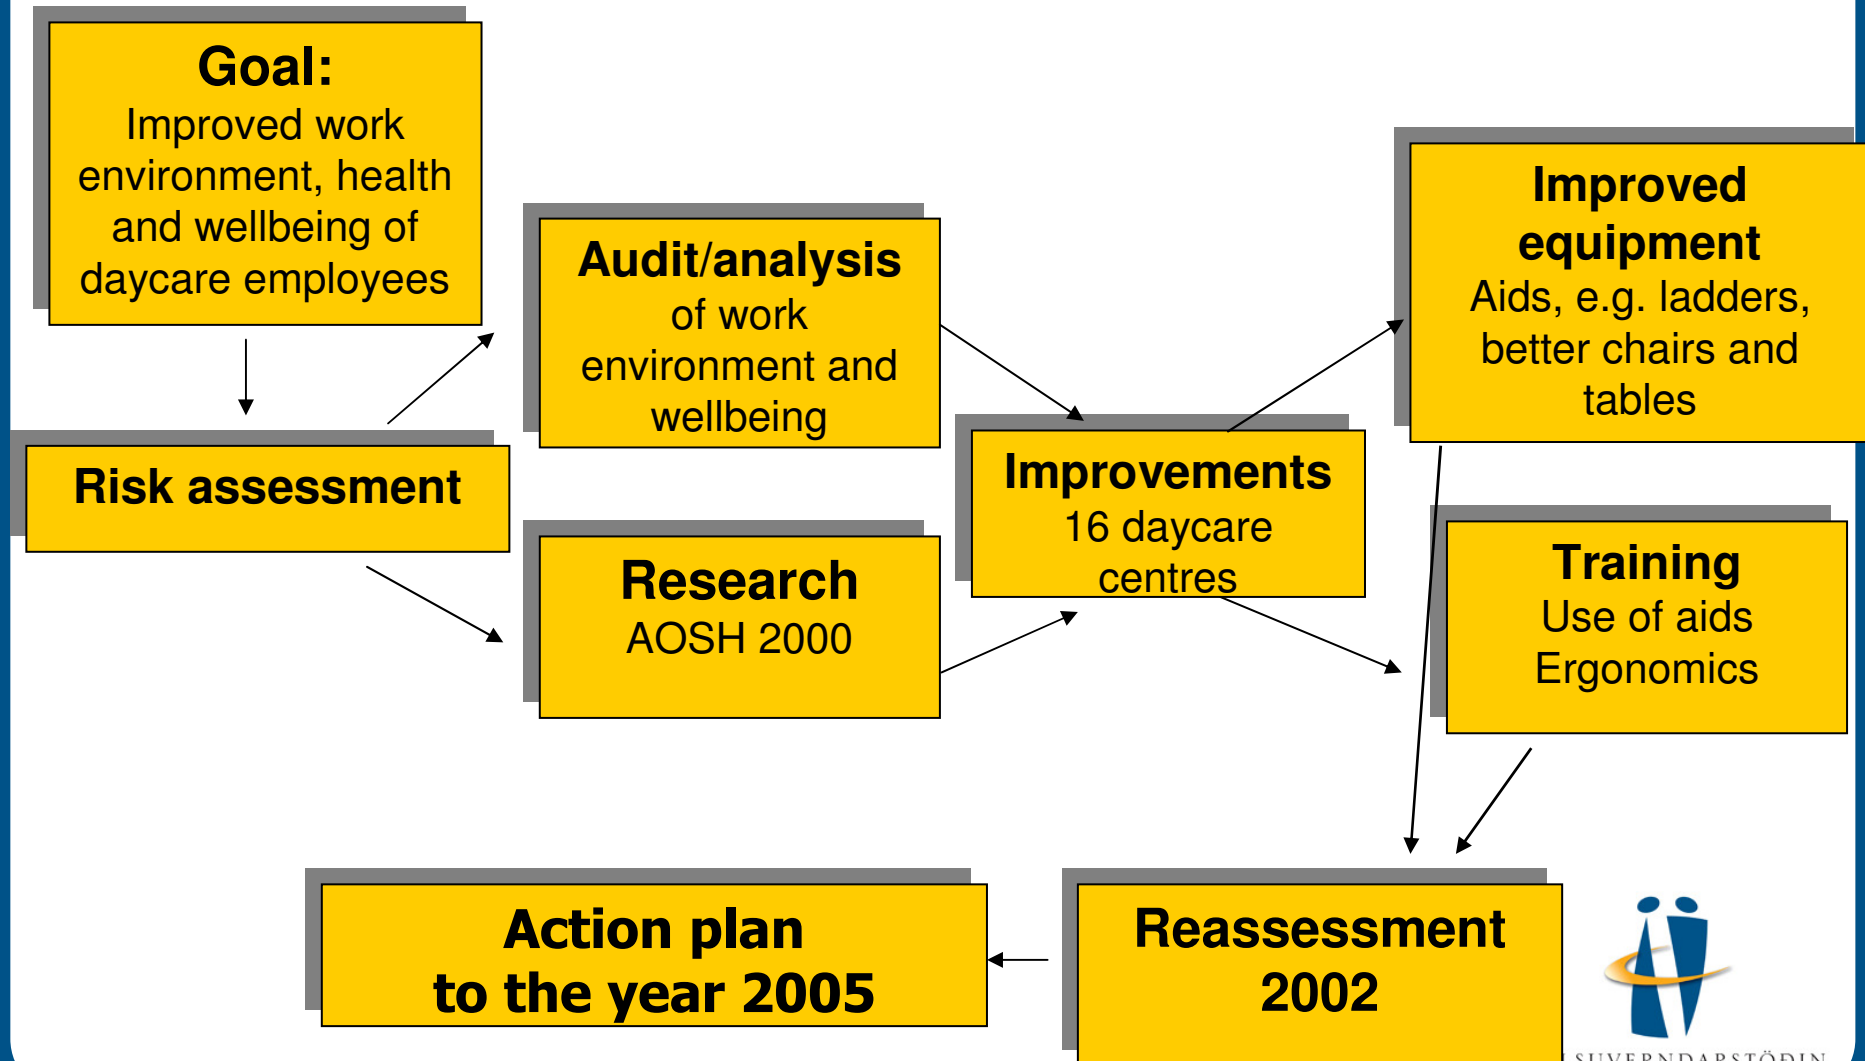 Goal:
Improved work
environment, health
and wellbeing of
daycare employees
Risk assessment
Audit/analysis
of work
environment and
wellbeing
Research
AOSH 2000
Improvements
16 daycare
centres
Improved
equipment
Aids, e.g. ladders,
better chairs and
tables
Training
Use of aids
Ergonomics
Reassessment
2002
Action plan
to the year 2005